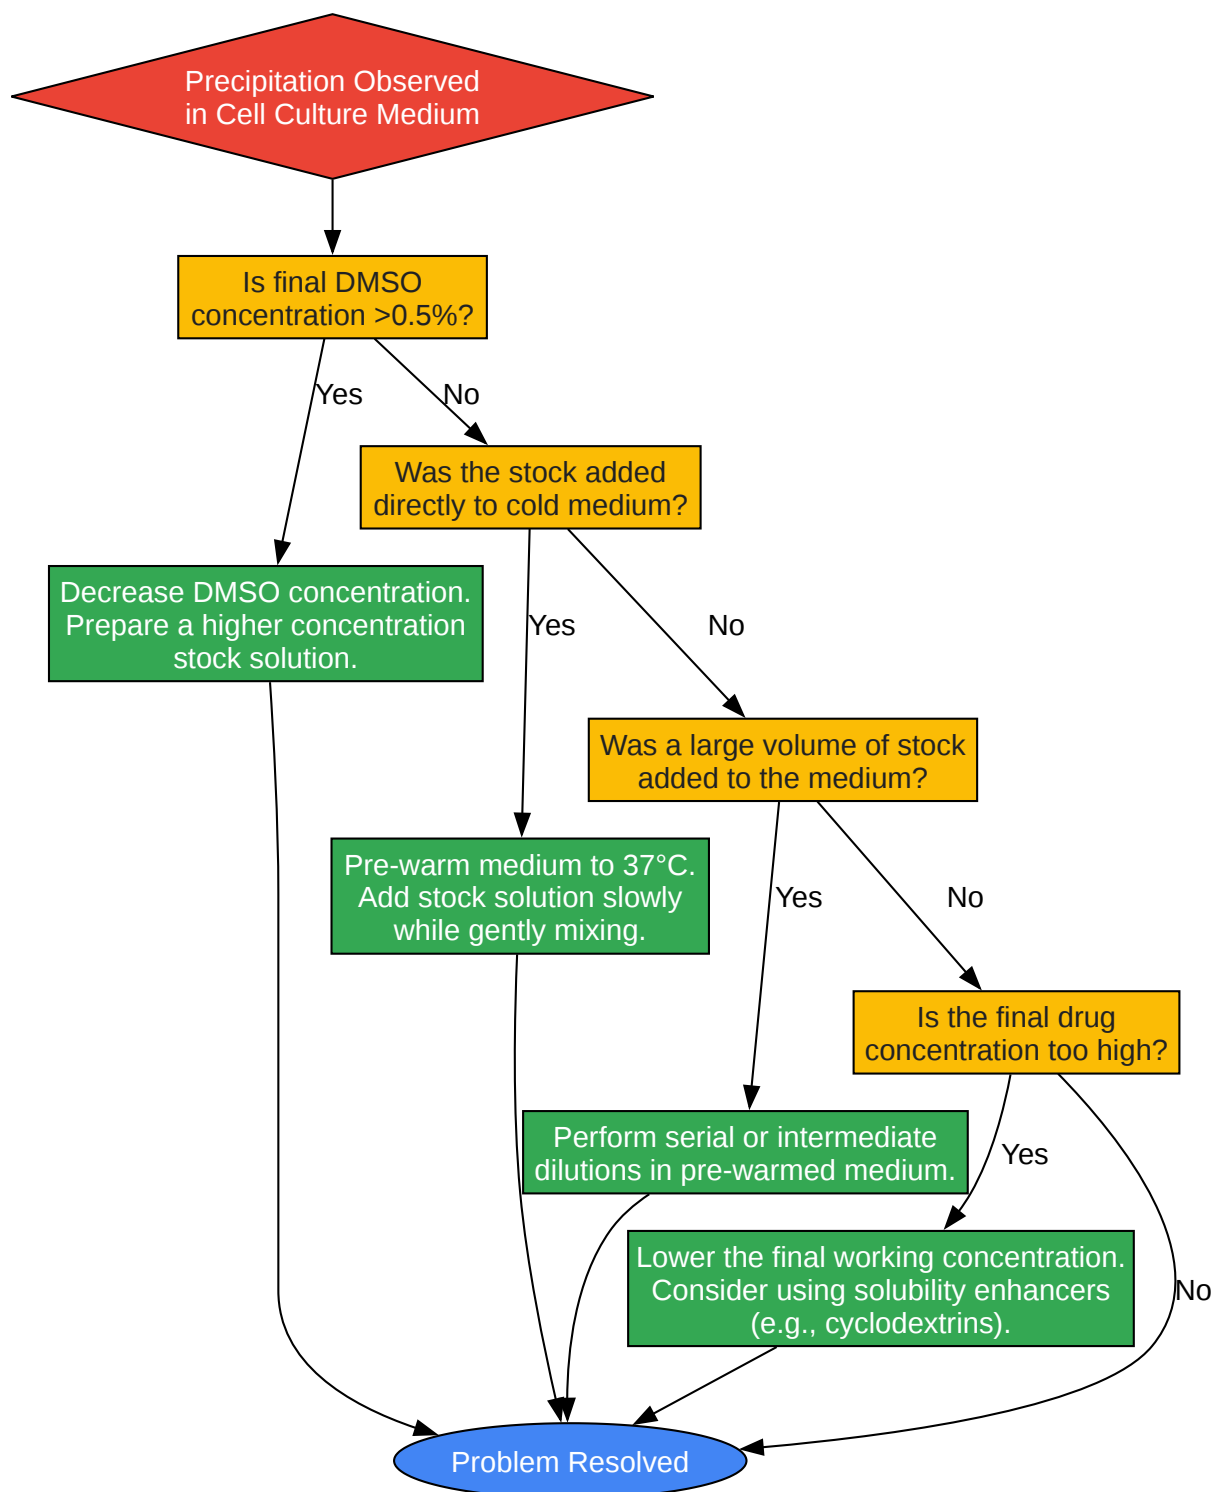 Precipitation Observed
in Cell Culture Medium
Is final DMSO
concentration >0.5%?
Yes
No
Was the stock added
directly to cold medium?
Decrease DMSO concentration.
Prepare a higher concentration
stock solution.
Yes
No
Was a large volume of stock
added to the medium?
Pre-warm medium to 37°C.
Add stock solution slowly
while gently mixing.
Yes
No
Is the final drug
concentration too high?
Perform serial or intermediate
dilutions in pre-warmed medium.
Yes
Lower the final working concentration.
Consider using solubility enhancers
(e.g., cyclodextrins).
No
Problem Resolved